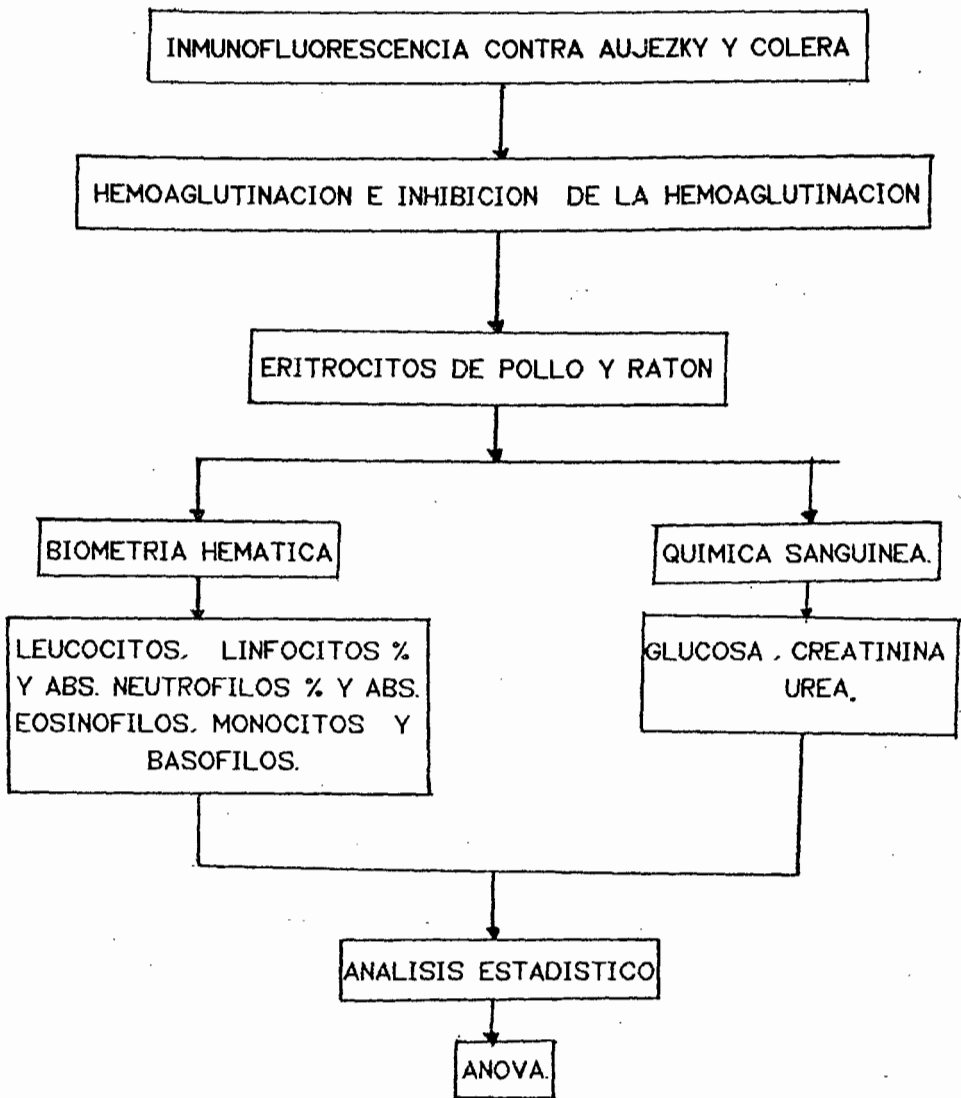 INMUNOFLUORESCENCIA CONTRA AUJEZKY Y COLERA
HEMOAGLUTINACION E INHIBICION DE LA HEMOAGLUTINACION
ERITROCITOS DE POLLO Y RATON
BIOMETRIA HEMATICA
QUIMICA SANGUINEA.
LEUCOCITOS, LINFOCITOS %
Y ABS. NEUTROFILOS % Y ABS.
EOSINOFILOS, MONOCITOS Y
BASOFILOS.
GLUCOSA , CREATININA
UREA.
ANALISIS ESTADISTICO
ANOVA.